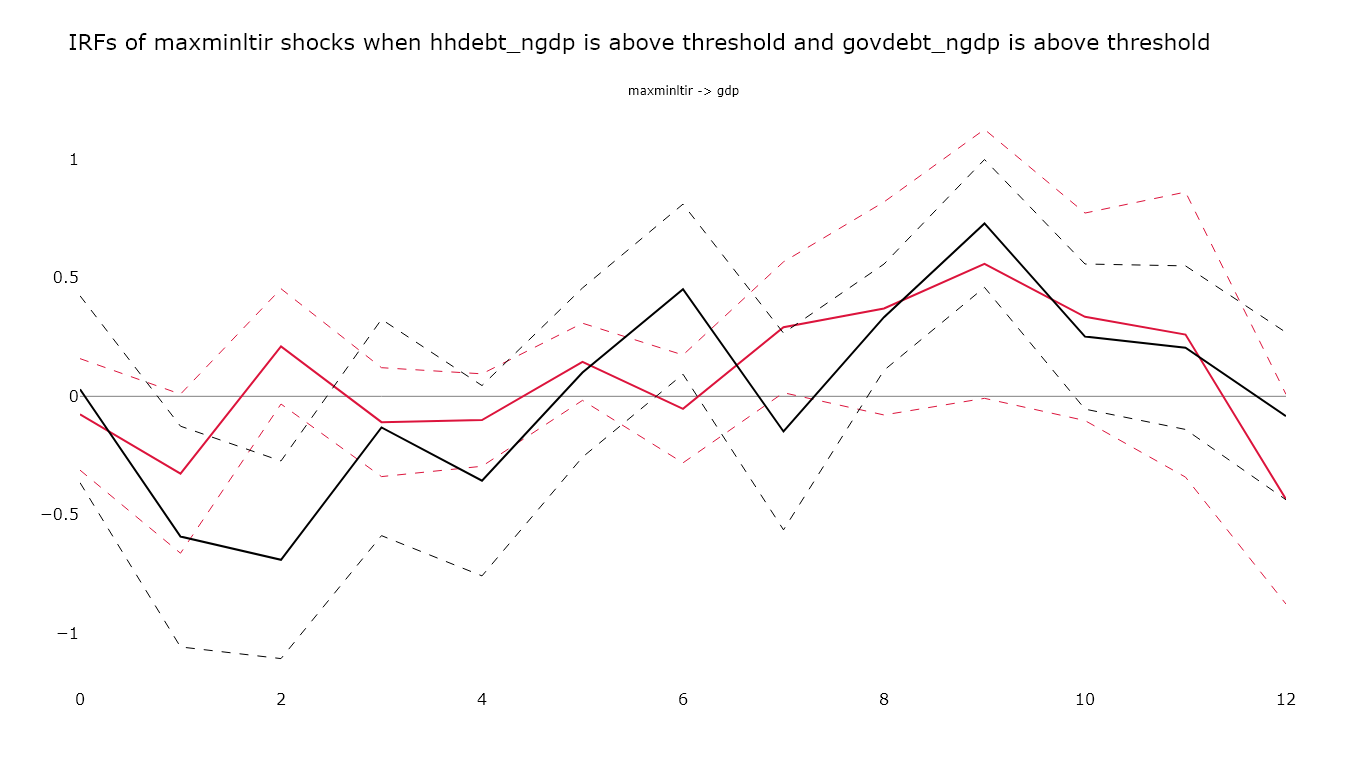 IRFs of maxminltir shocks when hhdebt_ngdp is above threshold and govdebt_ngdp is above threshold
maxminltir -> gdp
1
0.5
0
−0.5
−1
0 2 4 6 8 10 12